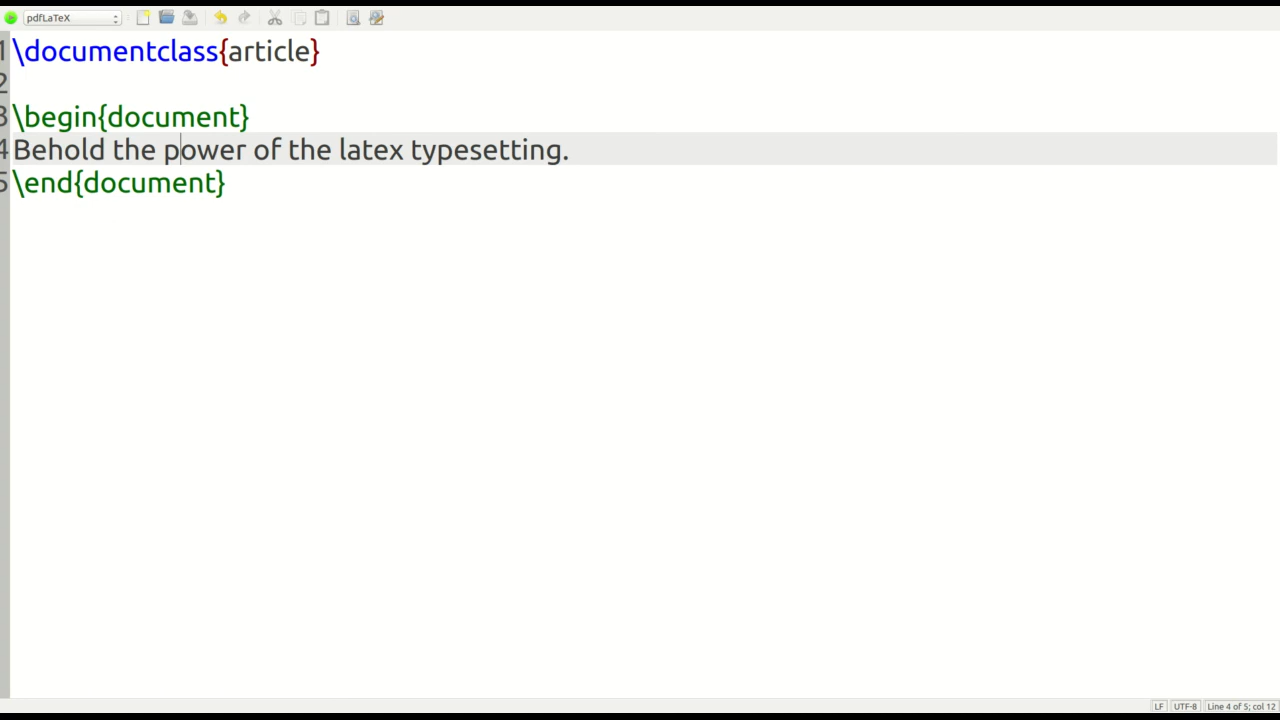 pdfLaTeX
1 \documentclass{article}
2
3 \begin{document}
4 Behold the power of the latex typesetting.
5 \end{document}
LF UTF-8 Line 4 of 5; col 12